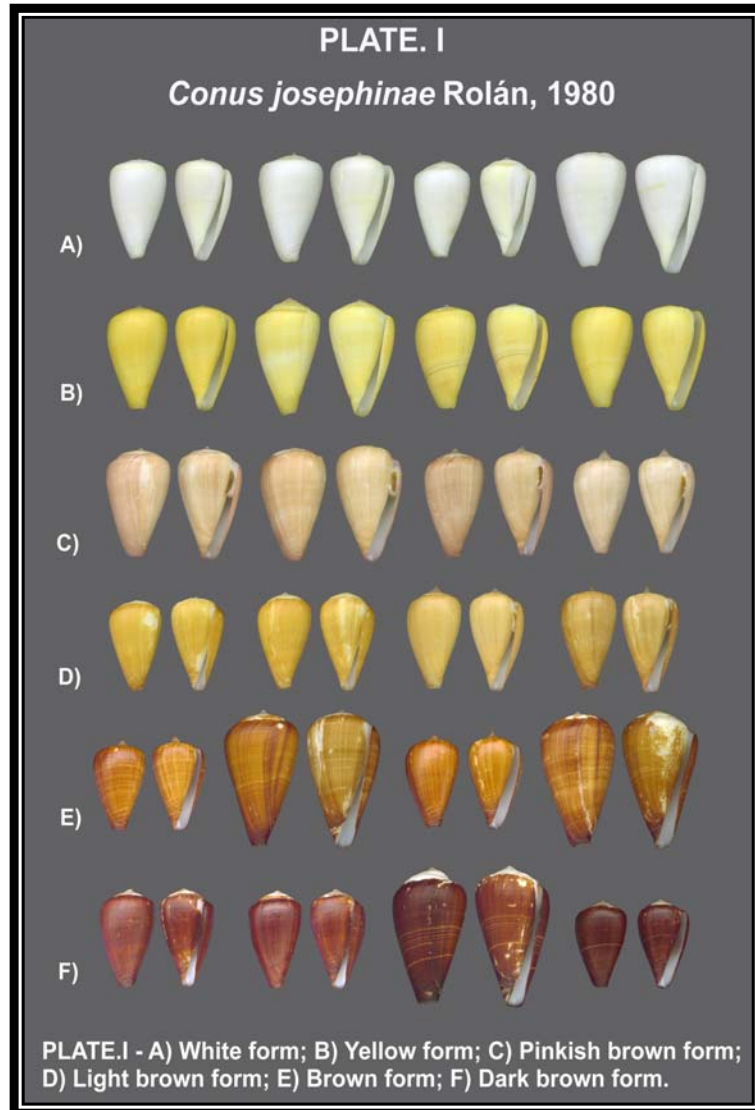 PLATE. I
Conus josephinae Rolán, 1980
A)
B)
C)
D)
E)
F)
PLATE.I - A) White form; B) Yellow form; C) Pinkish brown form;
D) Light brown form; E) Brown form; F) Dark brown form.